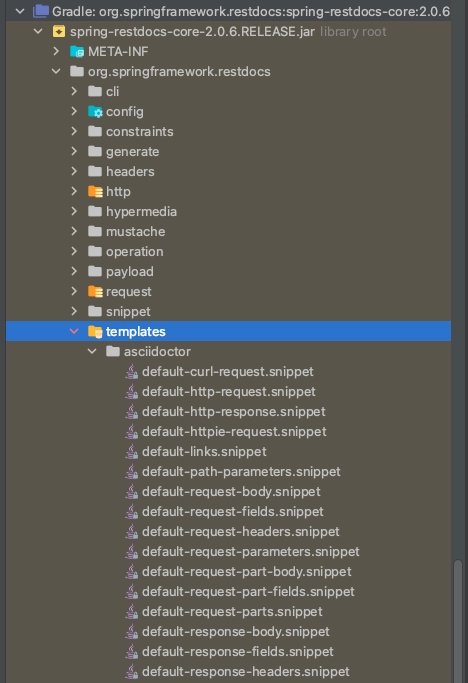 Gradle: org.springframework.restdocs:spring-restdocs-core:2.0.6
spring-restdocs-core-2.0.6.RELEASE.jar library root
META-INF
org.springframework.restdocs
cli
config
constraints
generate
headers
http
hypermedia
mustache
operation
payload
request
snippet
templates
asciidoctor
default-curl-request.snippet
default-http-request.snippet
default-http-response.snippet
default-httpie-request.snippet
default-links.snippet
default-path-parameters.snippet
default-request-body.snippet
default-request-fields.snippet
default-request-headers.snippet
default-request-parameters.snippet
default-request-part-body.snippet
default-request-part-fields.snippet
default-request-parts.snippet
default-response-body.snippet
default-response-fields.snippet
default-response-headers.snippet